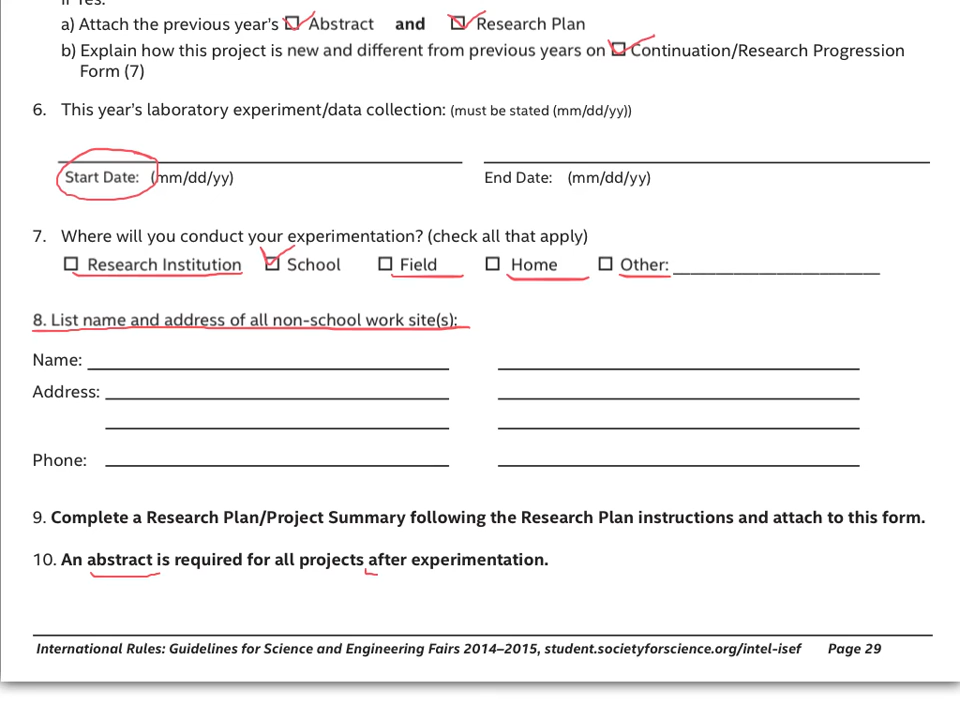 If Yes:
a) Attach the previous year's ☑ Abstract and ☑ Research Plan
b) Explain how this project is new and different from previous years on ☑ Continuation/Research Progression
Form (7)
6. This year's laboratory experiment/data collection: (must be stated (mm/dd/yy))
Start Date: (mm/dd/yy) End Date: (mm/dd/yy)
7. Where will you conduct your experimentation? (check all that apply)
☐ Research Institution ☑ School ☐ Field ☐ Home ☐ Other: ____________________
8. List name and address of all non-school work site(s):
Name:
Address:
Phone:
9. Complete a Research Plan/Project Summary following the Research Plan instructions and attach to this form.
10. An abstract is required for all projects after experimentation.
International Rules: Guidelines for Science and Engineering Fairs 2014–2015, student.societyforscience.org/intel-isef Page 29